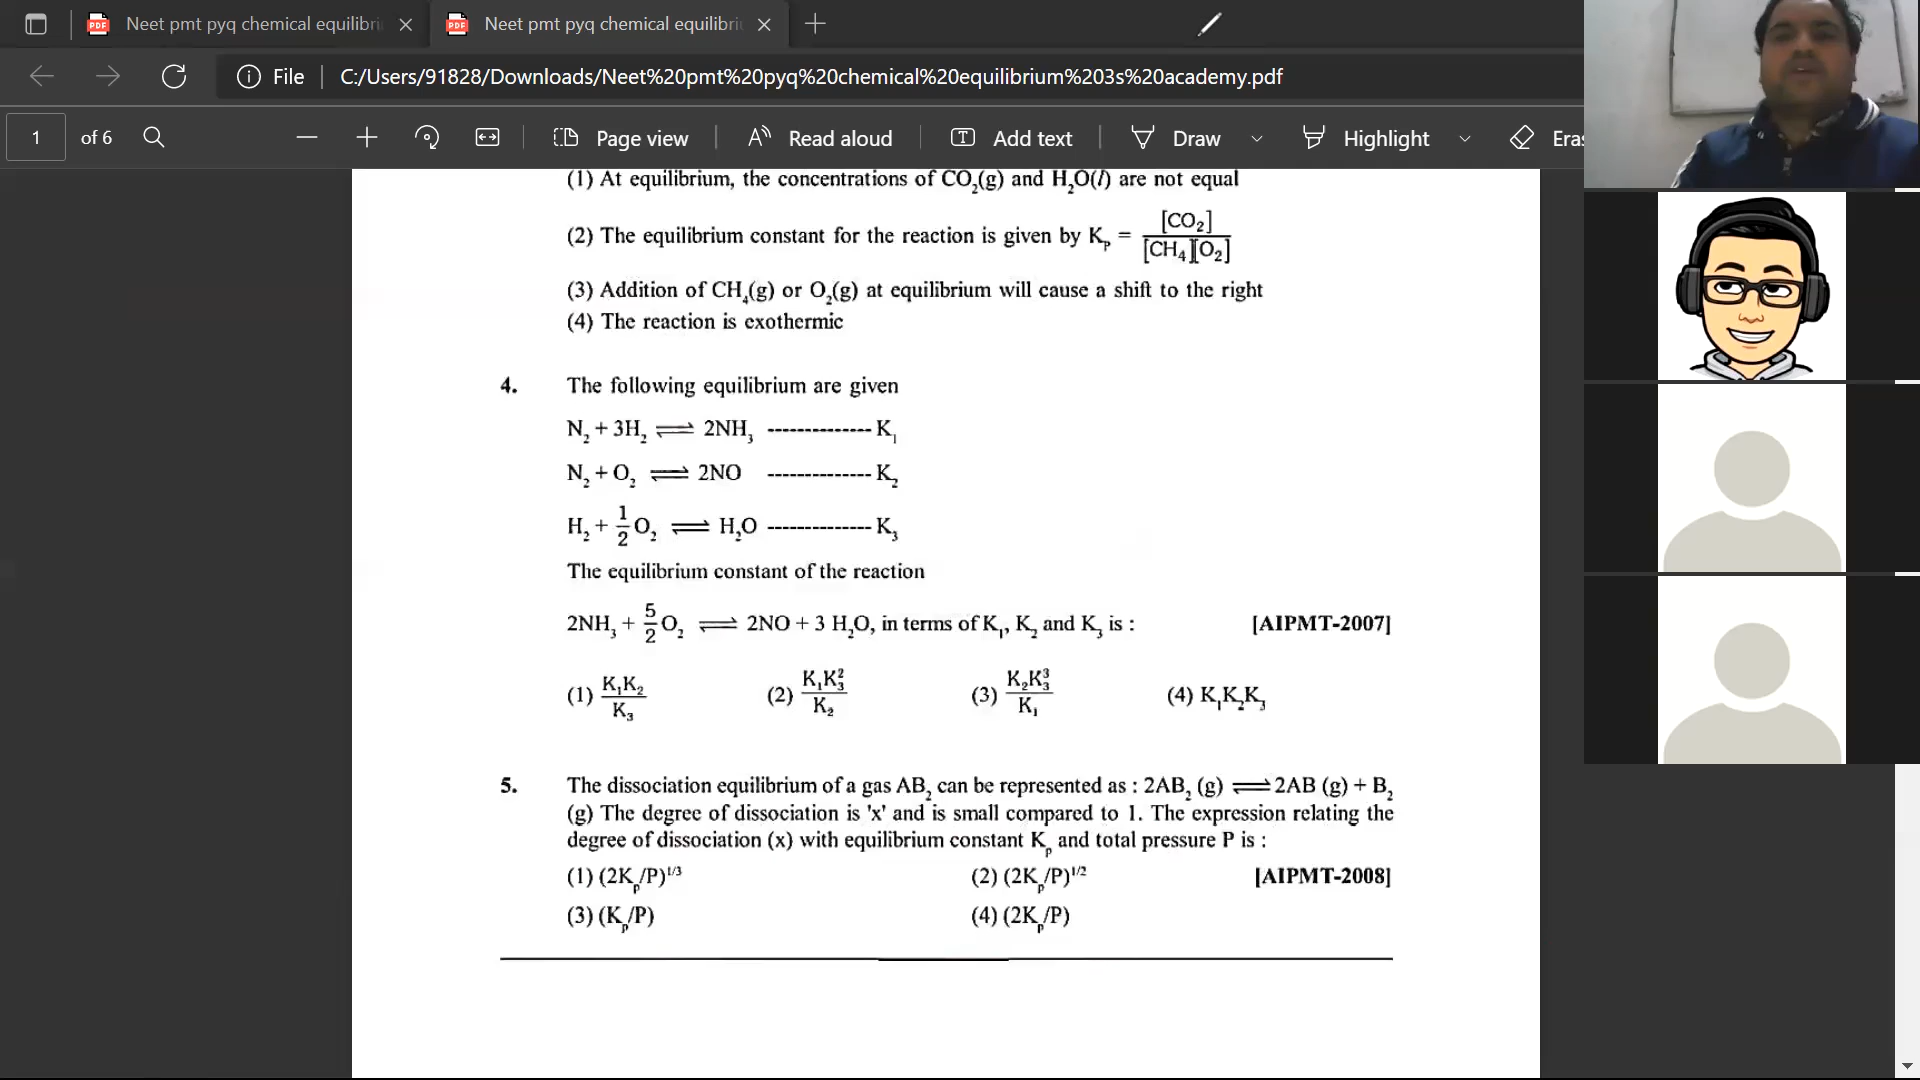 Neet pmt pyq chemical equilibri
Neet pmt pyq chemical equilibri
File
C:/Users/91828/Downloads/Neet%20pmt%20pyq%20chemical%20equilibrium%203s%20academy.pdf
1 of 6
Page view
Read aloud
Add text
Draw
Highlight
Eras
(1) At equilibrium, the concentrations of CO₂(g) and H₂O(l) are not equal
(2) The equilibrium constant for the reaction is given by Kₚ = [CO₂]/[CH₄][O₂]
(3) Addition of CH₄(g) or O₂(g) at equilibrium will cause a shift to the right
(4) The reaction is exothermic
4. The following equilibrium are given
N₂ + 3H₂ ⇌ 2NH₃ -------------- K₁
N₂ + O₂ ⇌ 2NO -------------- K₂
H₂ + 1/2 O₂ ⇌ H₂O -------------- K₃
The equilibrium constant of the reaction
2NH₃ + 5/2 O₂ ⇌ 2NO + 3 H₂O, in terms of K₁, K₂ and K₃ is : [AIPMT-2007]
(1) K₁K₂/K₃ (2) K₁K₃²/K₂ (3) K₂K₃³/K₁ (4) K₁K₂K₃
5. The dissociation equilibrium of a gas AB₂ can be represented as : 2AB₂ (g) ⇌ 2AB (g) + B₂
(g) The degree of dissociation is 'x' and is small compared to 1. The expression relating the
degree of dissociation (x) with equilibrium constant Kₚ and total pressure P is :
(1) (2Kₚ/P)¹ᐟ³ (2) (2Kₚ/P)¹ᐟ² [AIPMT-2008]
(3) (Kₚ/P) (4) (2Kₚ/P)